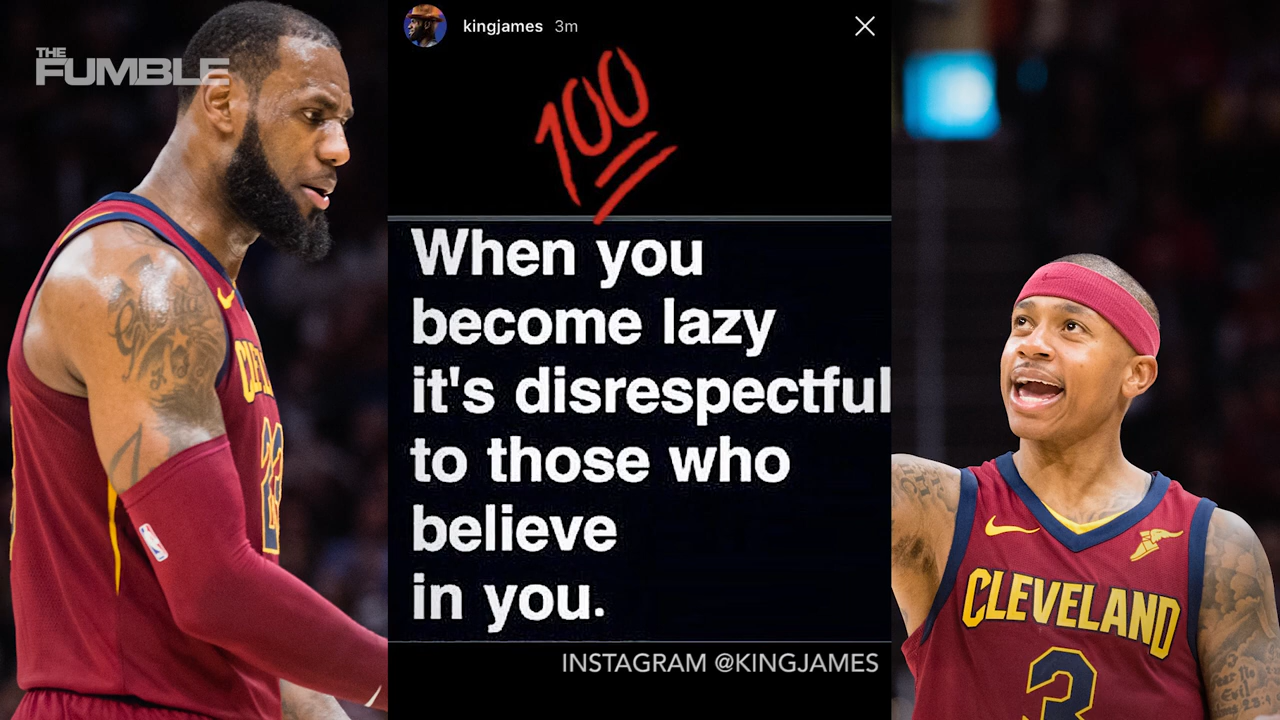 THE
FUMBLE
kingjames 3m
100
When you
become lazy
it's disrespectful
to those who
believe
in you.
INSTAGRAM @KINGJAMES
CLEVELAND
3